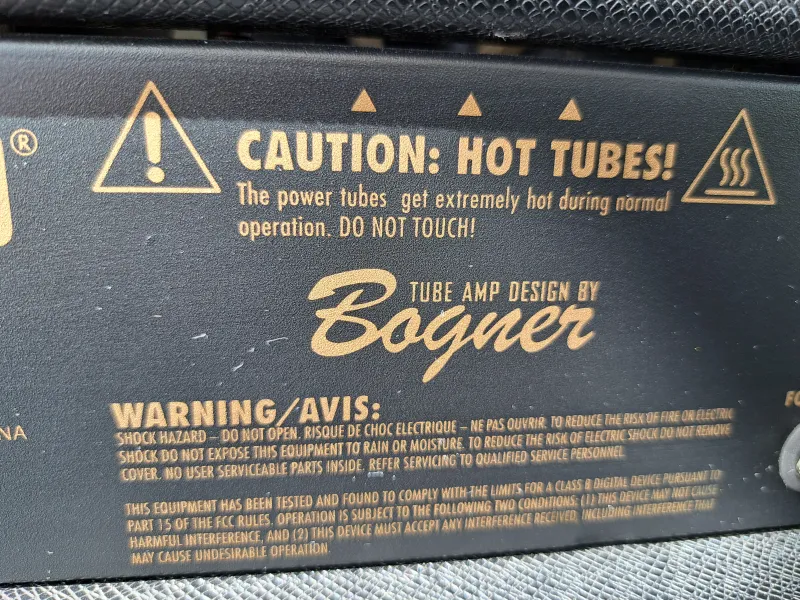 ®
CAUTION: HOT TUBES!
The power tubes get extremely hot during normal
operation. DO NOT TOUCH!
TUBE AMP DESIGN BY
Bogner
NA
WARNING/AVIS:
SHOCK HAZARD – DO NOT OPEN. RISQUE DE CHOC ELECTRIQUE – NE PAS OUVRIR. TO REDUCE THE RISK OF FIRE OR ELECTRIC
SHOCK DO NOT EXPOSE THIS EQUIPMENT TO RAIN OR MOISTURE. TO REDUCE THE RISK OF ELECTRIC SHOCK DO NOT REMOVE
COVER. NO USER SERVICEABLE PARTS INSIDE. REFER SERVICING TO QUALIFIED SERVICE PERSONNEL.
THIS EQUIPMENT HAS BEEN TESTED AND FOUND TO COMPLY WITH THE LIMITS FOR A CLASS B DIGITAL DEVICE PURSUANT TO
PART 15 OF THE FCC RULES. OPERATION IS SUBJECT TO THE FOLLOWING TWO CONDITIONS: (1) THIS DEVICE MAY NOT CAUSE
HARMFUL INTERFERENCE, AND (2) THIS DEVICE MUST ACCEPT ANY INTERFERENCE RECEIVED, INCLUDING INTERFERENCE THAT
MAY CAUSE UNDESIRABLE OPERATION.